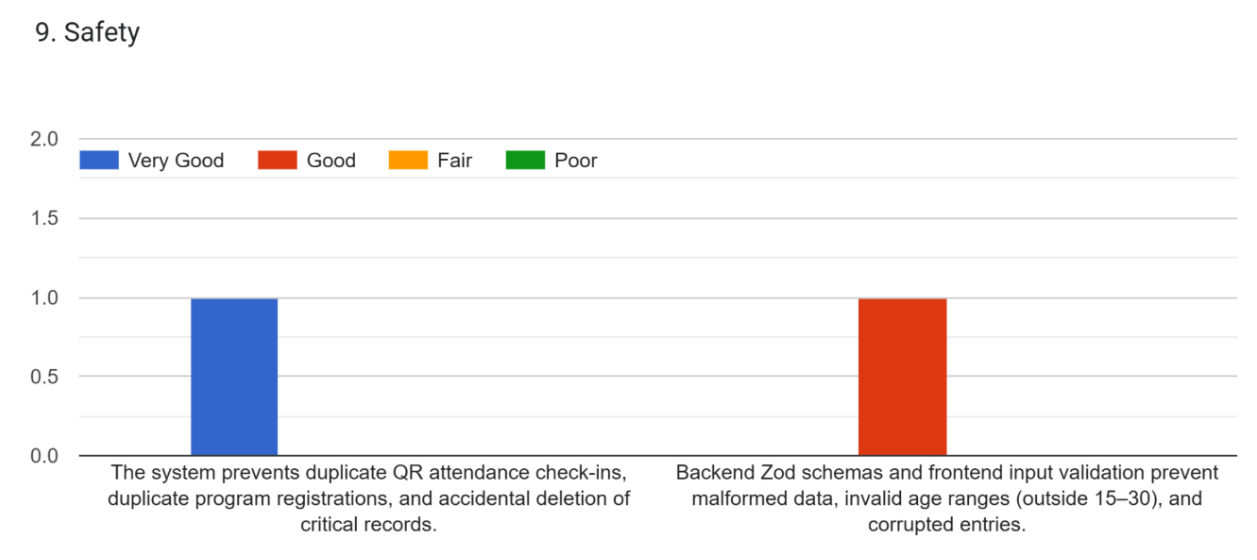 9. Safety
2.0
Very Good Good Fair Poor
1.5
1.0
0.5
0.0
The system prevents duplicate QR attendance check-ins,
duplicate program registrations, and accidental deletion of
critical records.
Backend Zod schemas and frontend input validation prevent
malformed data, invalid age ranges (outside 15–30), and
corrupted entries.